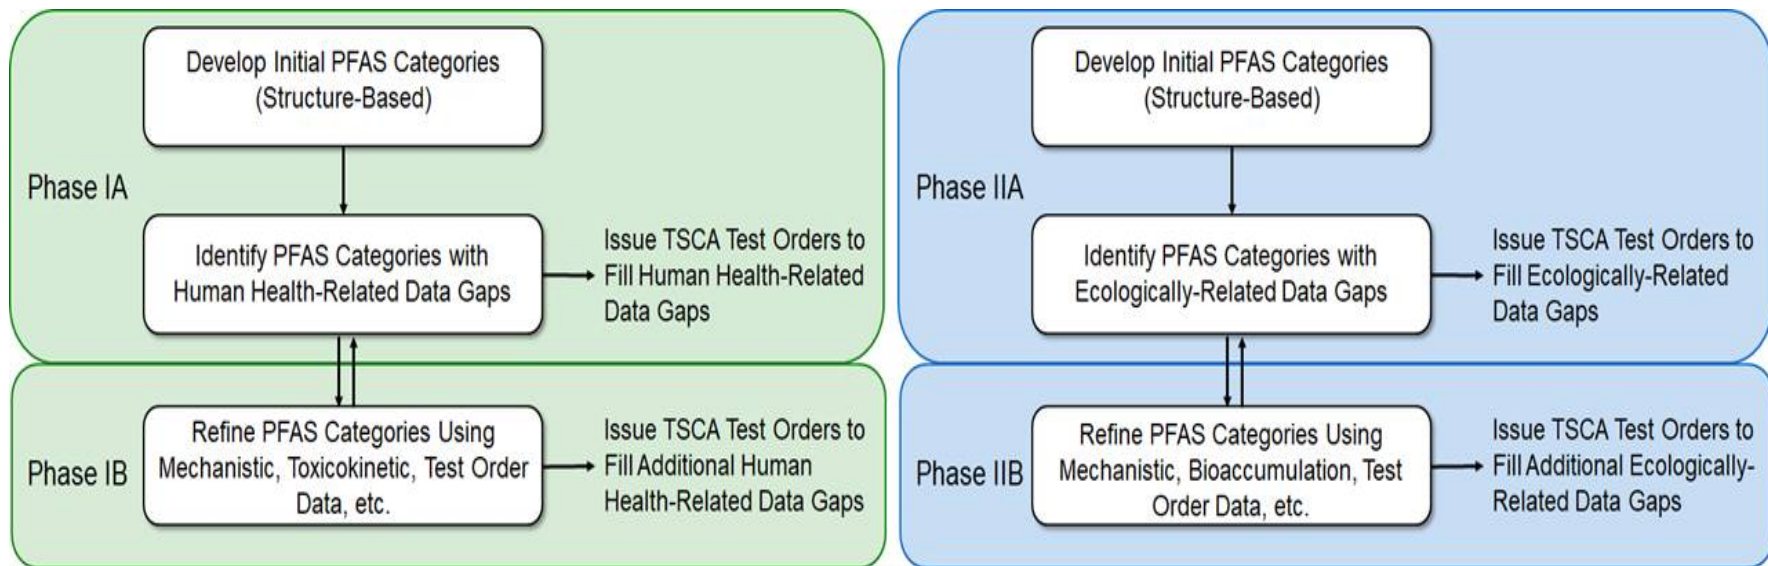 Develop Initial PFAS Categories
(Structure-Based)
Phase IA
Identify PFAS Categories with
Human Health-Related Data Gaps
Issue TSCA Test Orders to
Fill Human Health-Related
Data Gaps
Phase IB
Refine PFAS Categories Using
Mechanistic, Toxicokinetic, Test Order
Data, etc.
Issue TSCA Test Orders to
Fill Additional Human
Health-Related Data Gaps
Develop Initial PFAS Categories
(Structure-Based)
Phase IIA
Identify PFAS Categories with
Ecologically-Related Data Gaps
Issue TSCA Test Orders to
Fill Ecologically-Related
Data Gaps
Phase IIB
Refine PFAS Categories Using
Mechanistic, Bioaccumulation, Test
Order Data, etc.
Issue TSCA Test Orders to
Fill Additional Ecologically-
Related Data Gaps